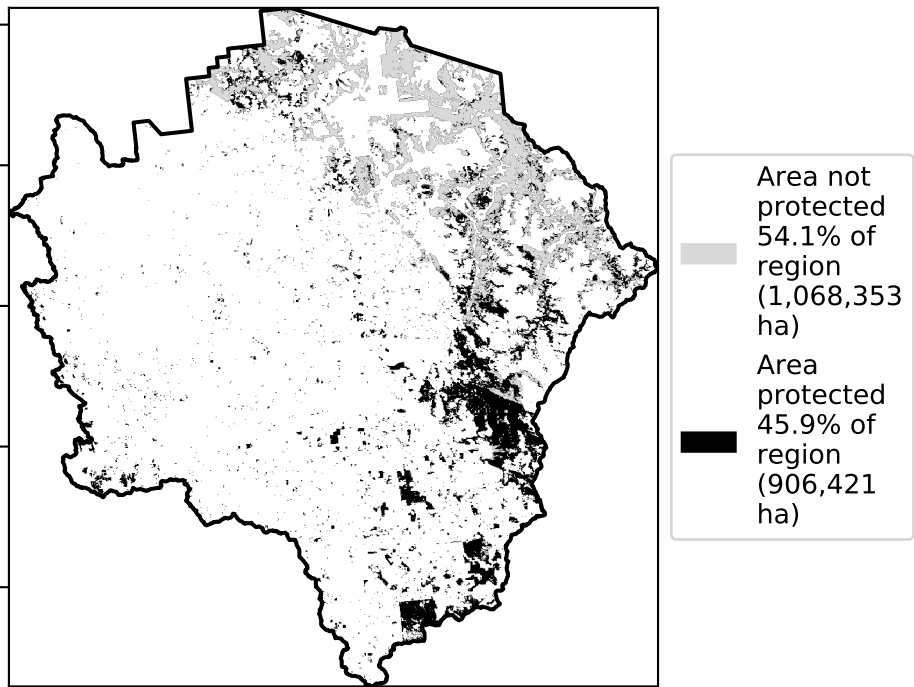 Area not
protected
54.1% of
region
(1,068,353
ha)
Area
protected
45.9% of
region
(906,421
ha)